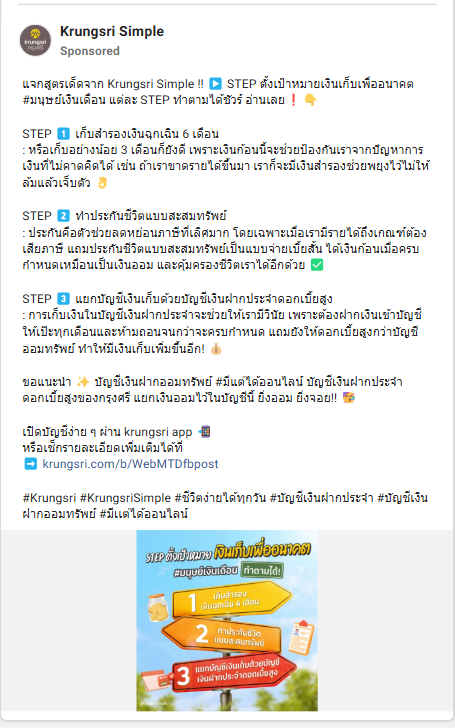 Krungsri Simple
Sponsored
แจกสูตรเด็ดจาก Krungsri Simple !! ▶️ STEP ตั้งเป้าหมายเงินเก็บเพื่ออนาคต
#มนุษย์เงินเดือน แต่ละ STEP ทำตามได้ชัวร์ อ่านเลย❗👇
STEP 1️⃣ เก็บสำรองเงินฉุกเฉิน 6 เดือน
: หรือเก็บอย่างน้อย 3 เดือนก็ยังดี เพราะเงินก้อนนี้จะช่วยป้องกันเราจากปัญหาการ
เงินที่ไม่คาดคิดได้ เช่น ถ้าเราขาดรายได้ขึ้นมา เราก็จะมีเงินสำรองช่วยพยุงไว้ไม่ให้
ล้มแล้วเจ็บตัว 👌
STEP 2️⃣ ทำประกันชีวิตแบบสะสมทรัพย์
: ประกันคือตัวช่วยลดหย่อนภาษีที่เลิศมาก โดยเฉพาะเมื่อเรามีรายได้ถึงเกณฑ์ต้อง
เสียภาษี แถมประกันชีวิตแบบสะสมทรัพย์เป็นแบบจ่ายเบี้ยสั้น ได้เงินก้อนเมื่อครบ
กำหนดเหมือนเป็นเงินออม และคุ้มครองชีวิตเราได้อีกด้วย ✅
STEP 3️⃣ แยกบัญชีเงินเก็บด้วยบัญชีเงินฝากประจำดอกเบี้ยสูง
: การเก็บเงินในบัญชีเงินฝากประจำจะช่วยให้เรามีวินัย เพราะต้องฝากเงินเข้าบัญชี
ให้เป๊ะทุกเดือนและห้ามถอนจนกว่าจะครบกำหนด แถมยังให้ดอกเบี้ยสูงกว่าบัญชี
ออมทรัพย์ ทำให้มีเงินเก็บเพิ่มขึ้นอีก! 💰
ขอแนะนำ ✨ บัญชีเงินฝากออมทรัพย์ #มีแต่ได้ออนไลน์ บัญชีเงินฝากประจำ
ดอกเบี้ยสูงของกรุงศรี แยกเงินออมไว้ในบัญชีนี้ ยิ่งออม ยิ่งจอย!! 🥳
เปิดบัญชีง่าย ๆ ผ่าน krungsri app 📲
หรือเช็กรายละเอียดเพิ่มเติมได้ที่
➡️ krungsri.com/b/WebMTDfbpost
#Krungsri #KrungsriSimple #ชีวิตง่ายได้ทุกวัน #บัญชีเงินฝากประจำ #บัญชีเงิน
ฝากออมทรัพย์ #มีแต่ได้ออนไลน์
STEP ตั้งเป้าหมาย เงินเก็บเพื่ออนาคต
#มนุษย์เงินเดือน ทำตามได้!
1 เก็บสำรอง
เงินฉุกเฉิน 6 เดือน
2 ทำประกันชีวิต
แบบสะสมทรัพย์
3 แยกบัญชีเงินเก็บด้วยบัญชี
เงินฝากประจำดอกเบี้ยสูง